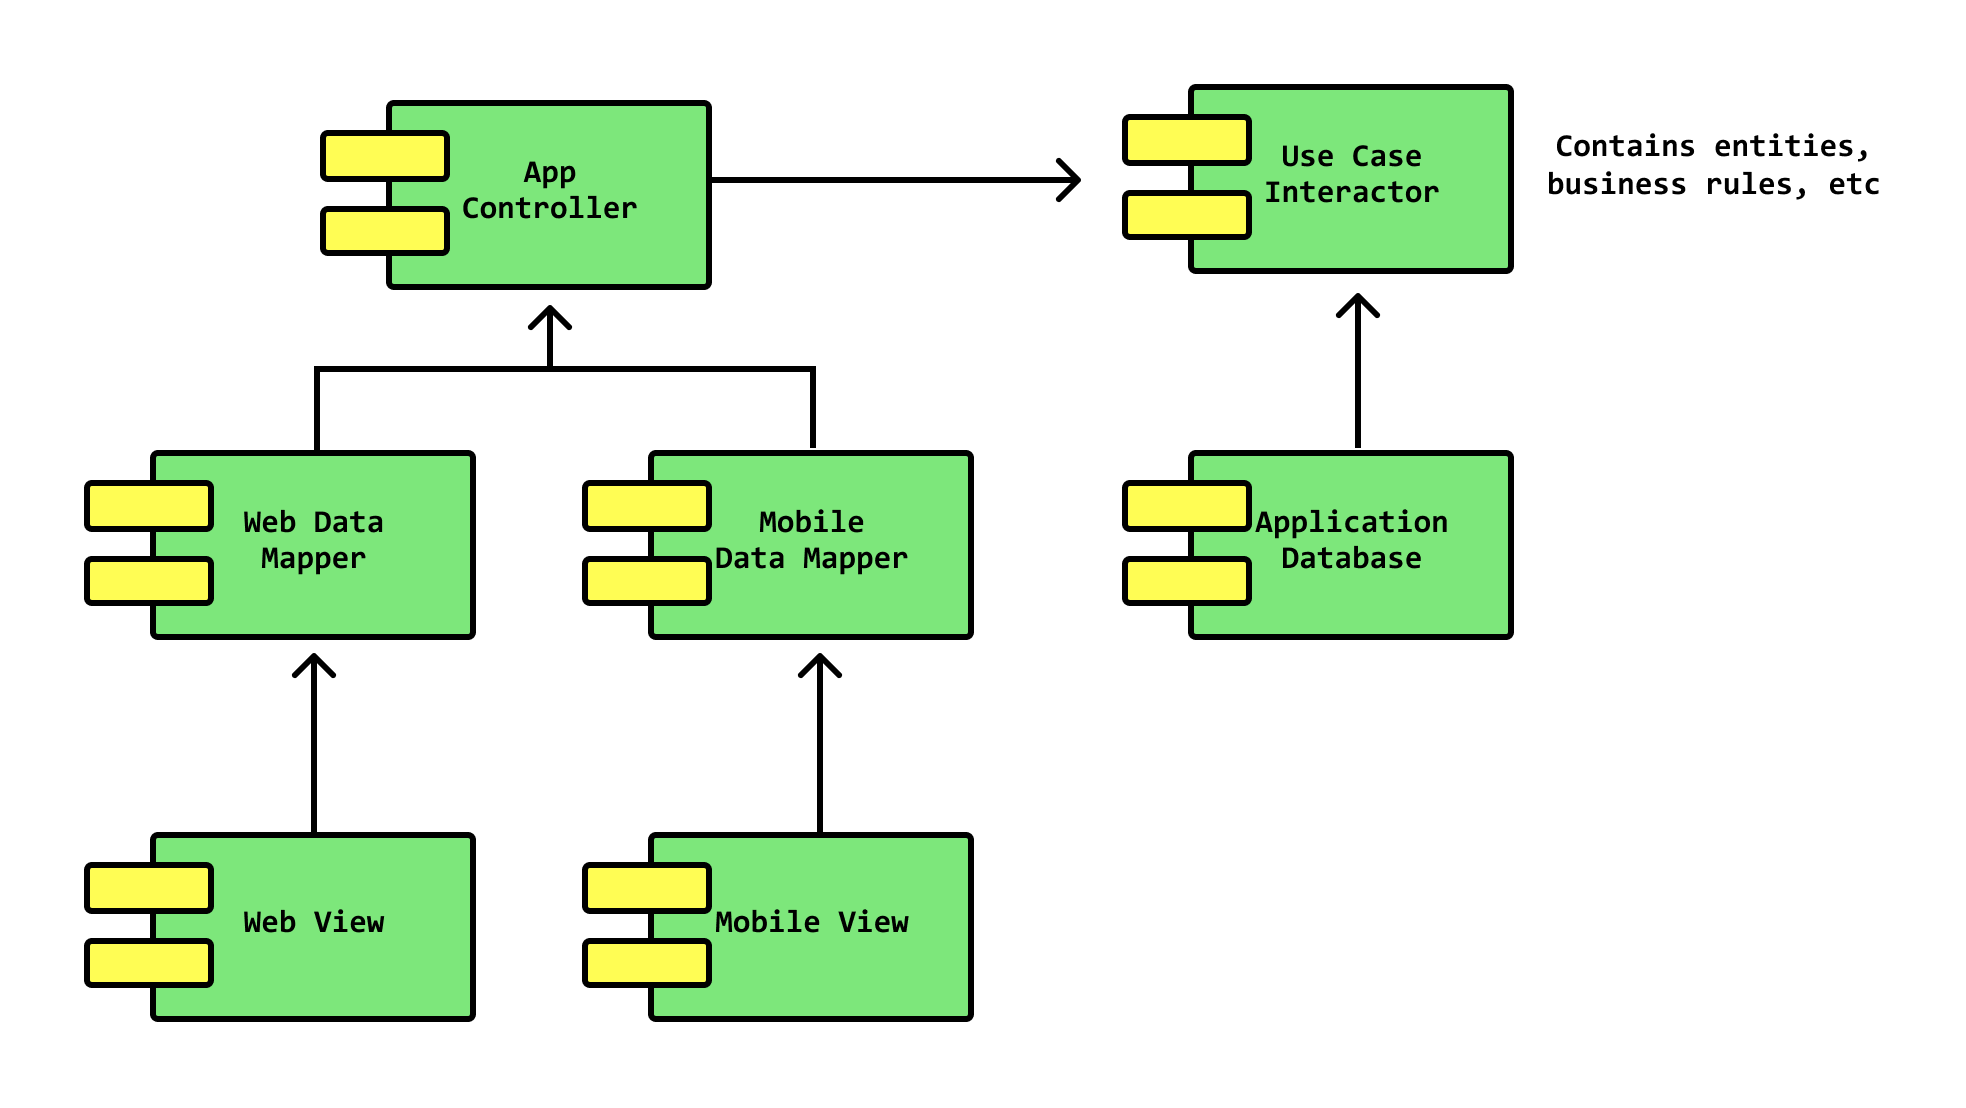 App
Controller
Use Case
Interactor
Contains entities,
business rules, etc
Web Data
Mapper
Mobile
Data Mapper
Application
Database
Web View
Mobile View